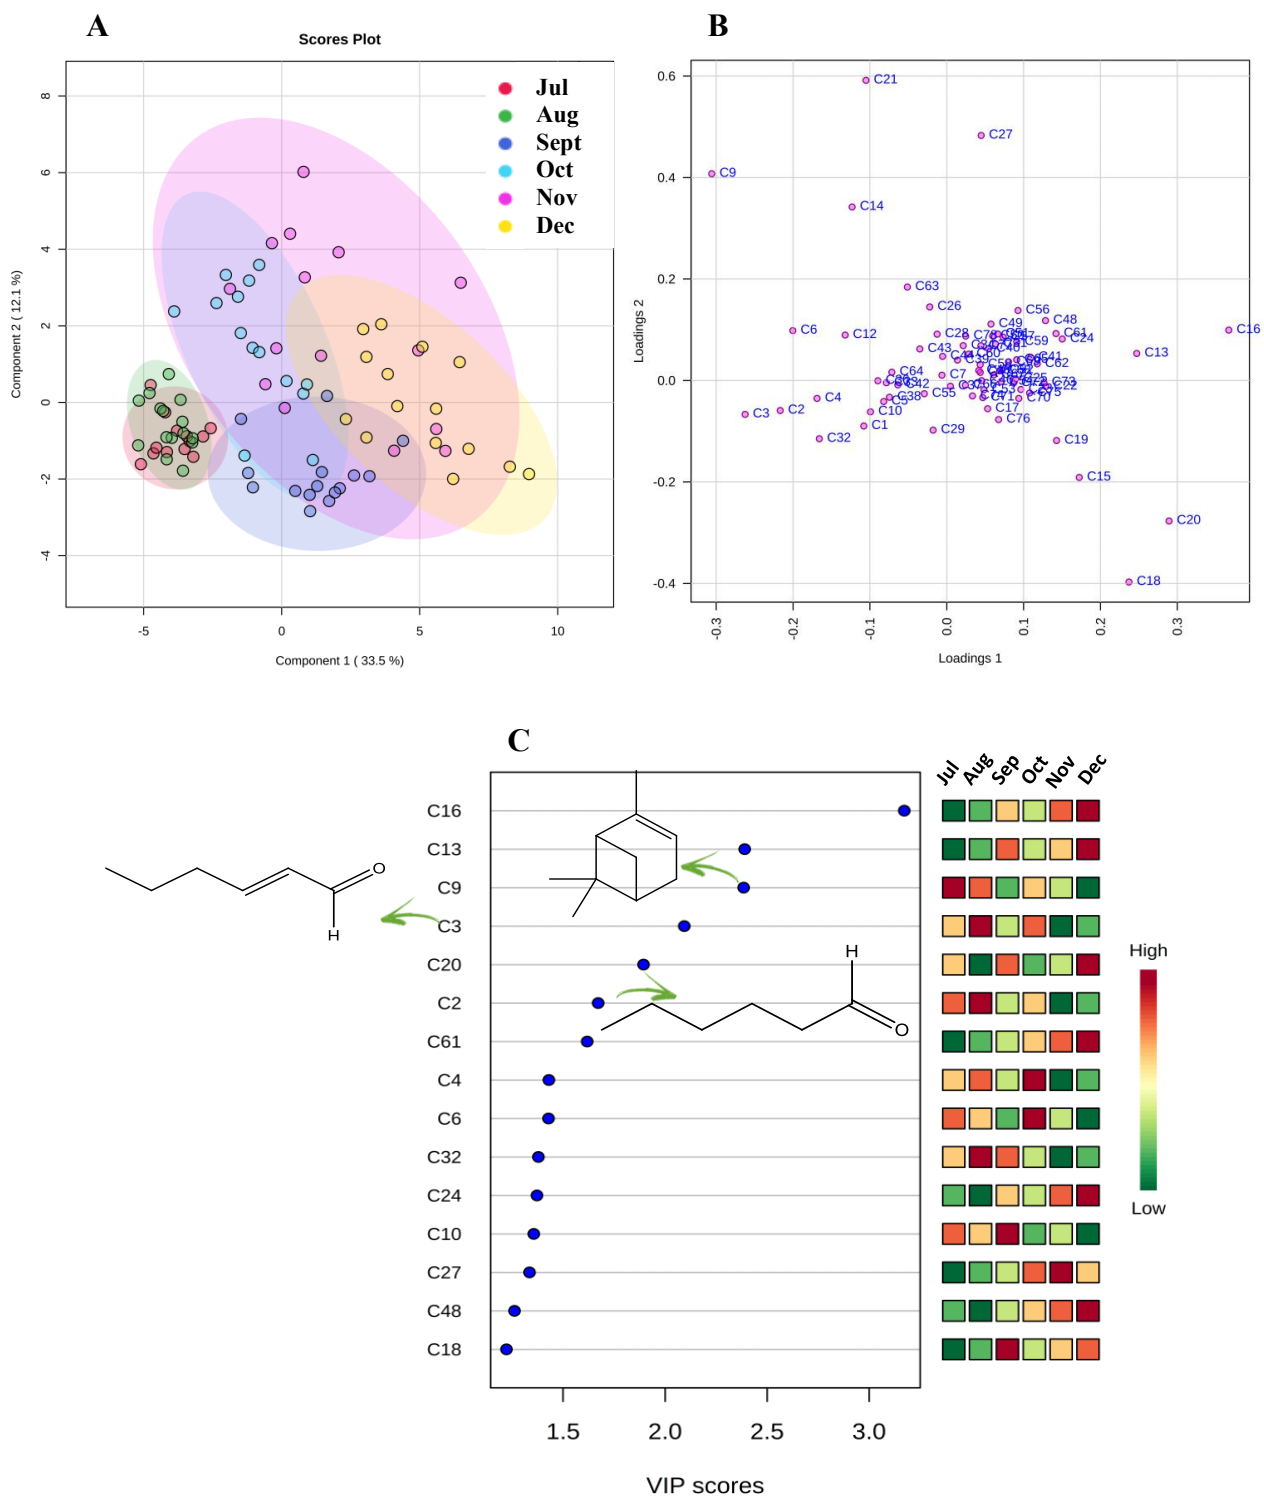 A
Scores Plot
Component 2 ( 12.1 %)
8
6
4
2
0
-2
-4
-5
0
5
10
Component 1 ( 33.5 %)
Jul
Aug
Sept
Oct
Nov
Dec
B
Loadings 2
0.6
0.4
0.2
0.0
-0.2
-0.4
-0.3
-0.2
-0.1
0.0
0.1
0.2
0.3
Loadings 1
C21
C27
C9
C14
C63
C26
C56
C49
C48
C6
C12
C28
C61
C24
C16
C59
C43
C13
C41
C62
C60
C39
C64
C7
C42
C22
C55
C38
C5
C4
C70
C75
C17
C3
C2
C10
C76
C1
C29
C32
C19
C15
C20
C18
C
Jul Aug Sep Oct Nov Dec
C16
C13
C9
C3
C20
C2
C61
C4
C6
C32
C24
C10
C27
C48
C18
O
H
H
O
High
Low
1.5
2.0
2.5
3.0
VIP scores